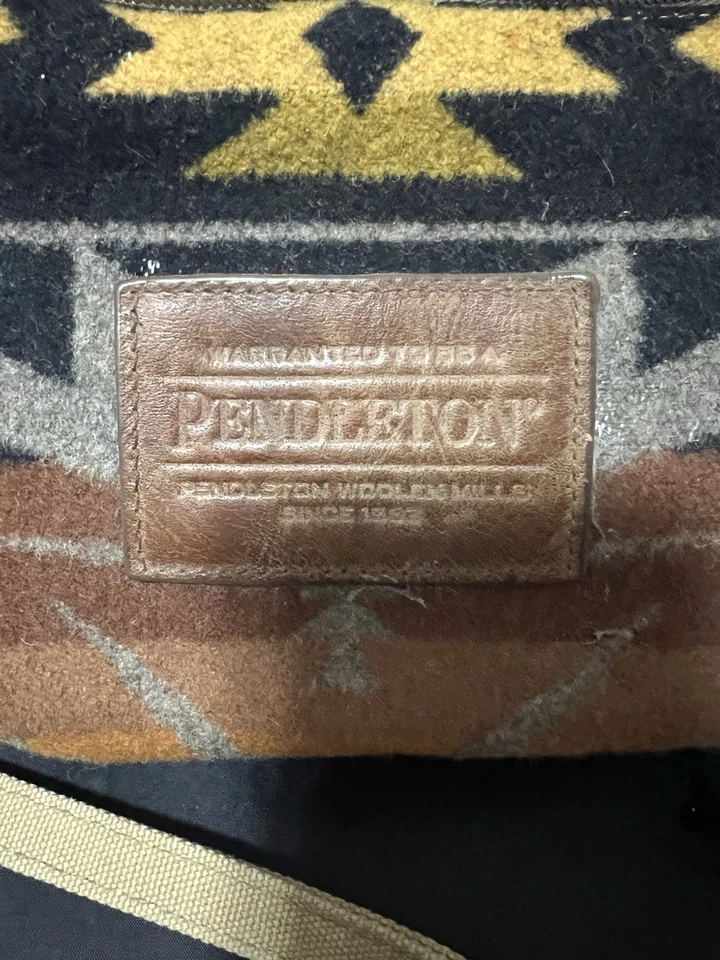 WARRANTED TO BE A
PENDLETON®
PENDLETON WOOLEN MILLS
SINCE 1863